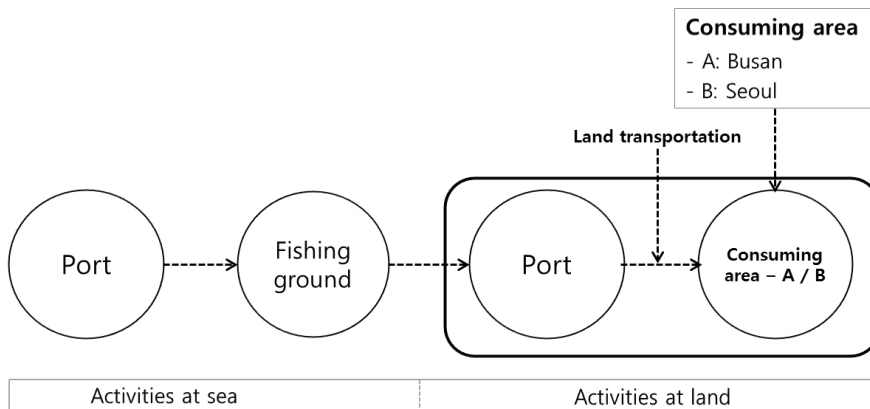 Consuming area
- A: Busan
- B: Seoul
Land transportation
Port
Fishing
ground
Port
Consuming
area – A / B
Activities at sea
Activities at land